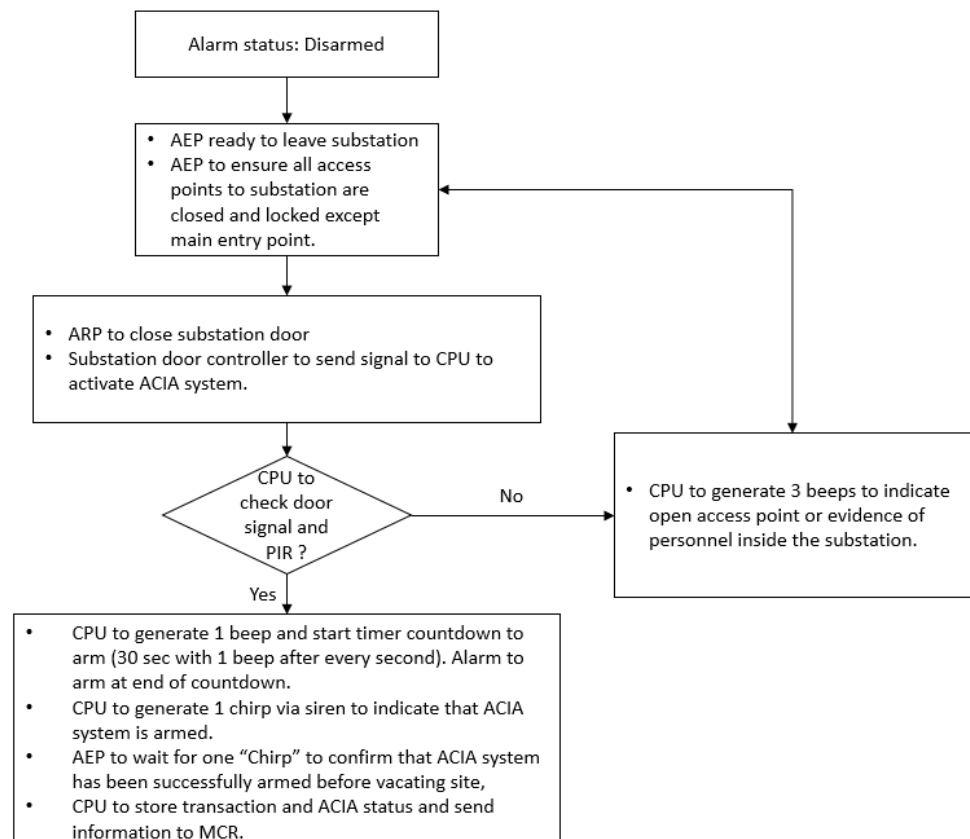 Alarm status: Disarmed
• AEP ready to leave substation
• AEP to ensure all access
points to substation are
closed and locked except
main entry point.
• ARP to close substation door
• Substation door controller to send signal to CPU to
activate ACIA system.
CPU to
check door
signal and
PIR ?
No
• CPU to generate 3 beeps to indicate
open access point or evidence of
personnel inside the substation.
Yes
• CPU to generate 1 beep and start timer countdown to
arm (30 sec with 1 beep after every second). Alarm to
arm at end of countdown.
• CPU to generate 1 chirp via siren to indicate that ACIA
system is armed.
• AEP to wait for one “Chirp” to confirm that ACIA system
has been successfully armed before vacating site,
• CPU to store transaction and ACIA status and send
information to MCR.